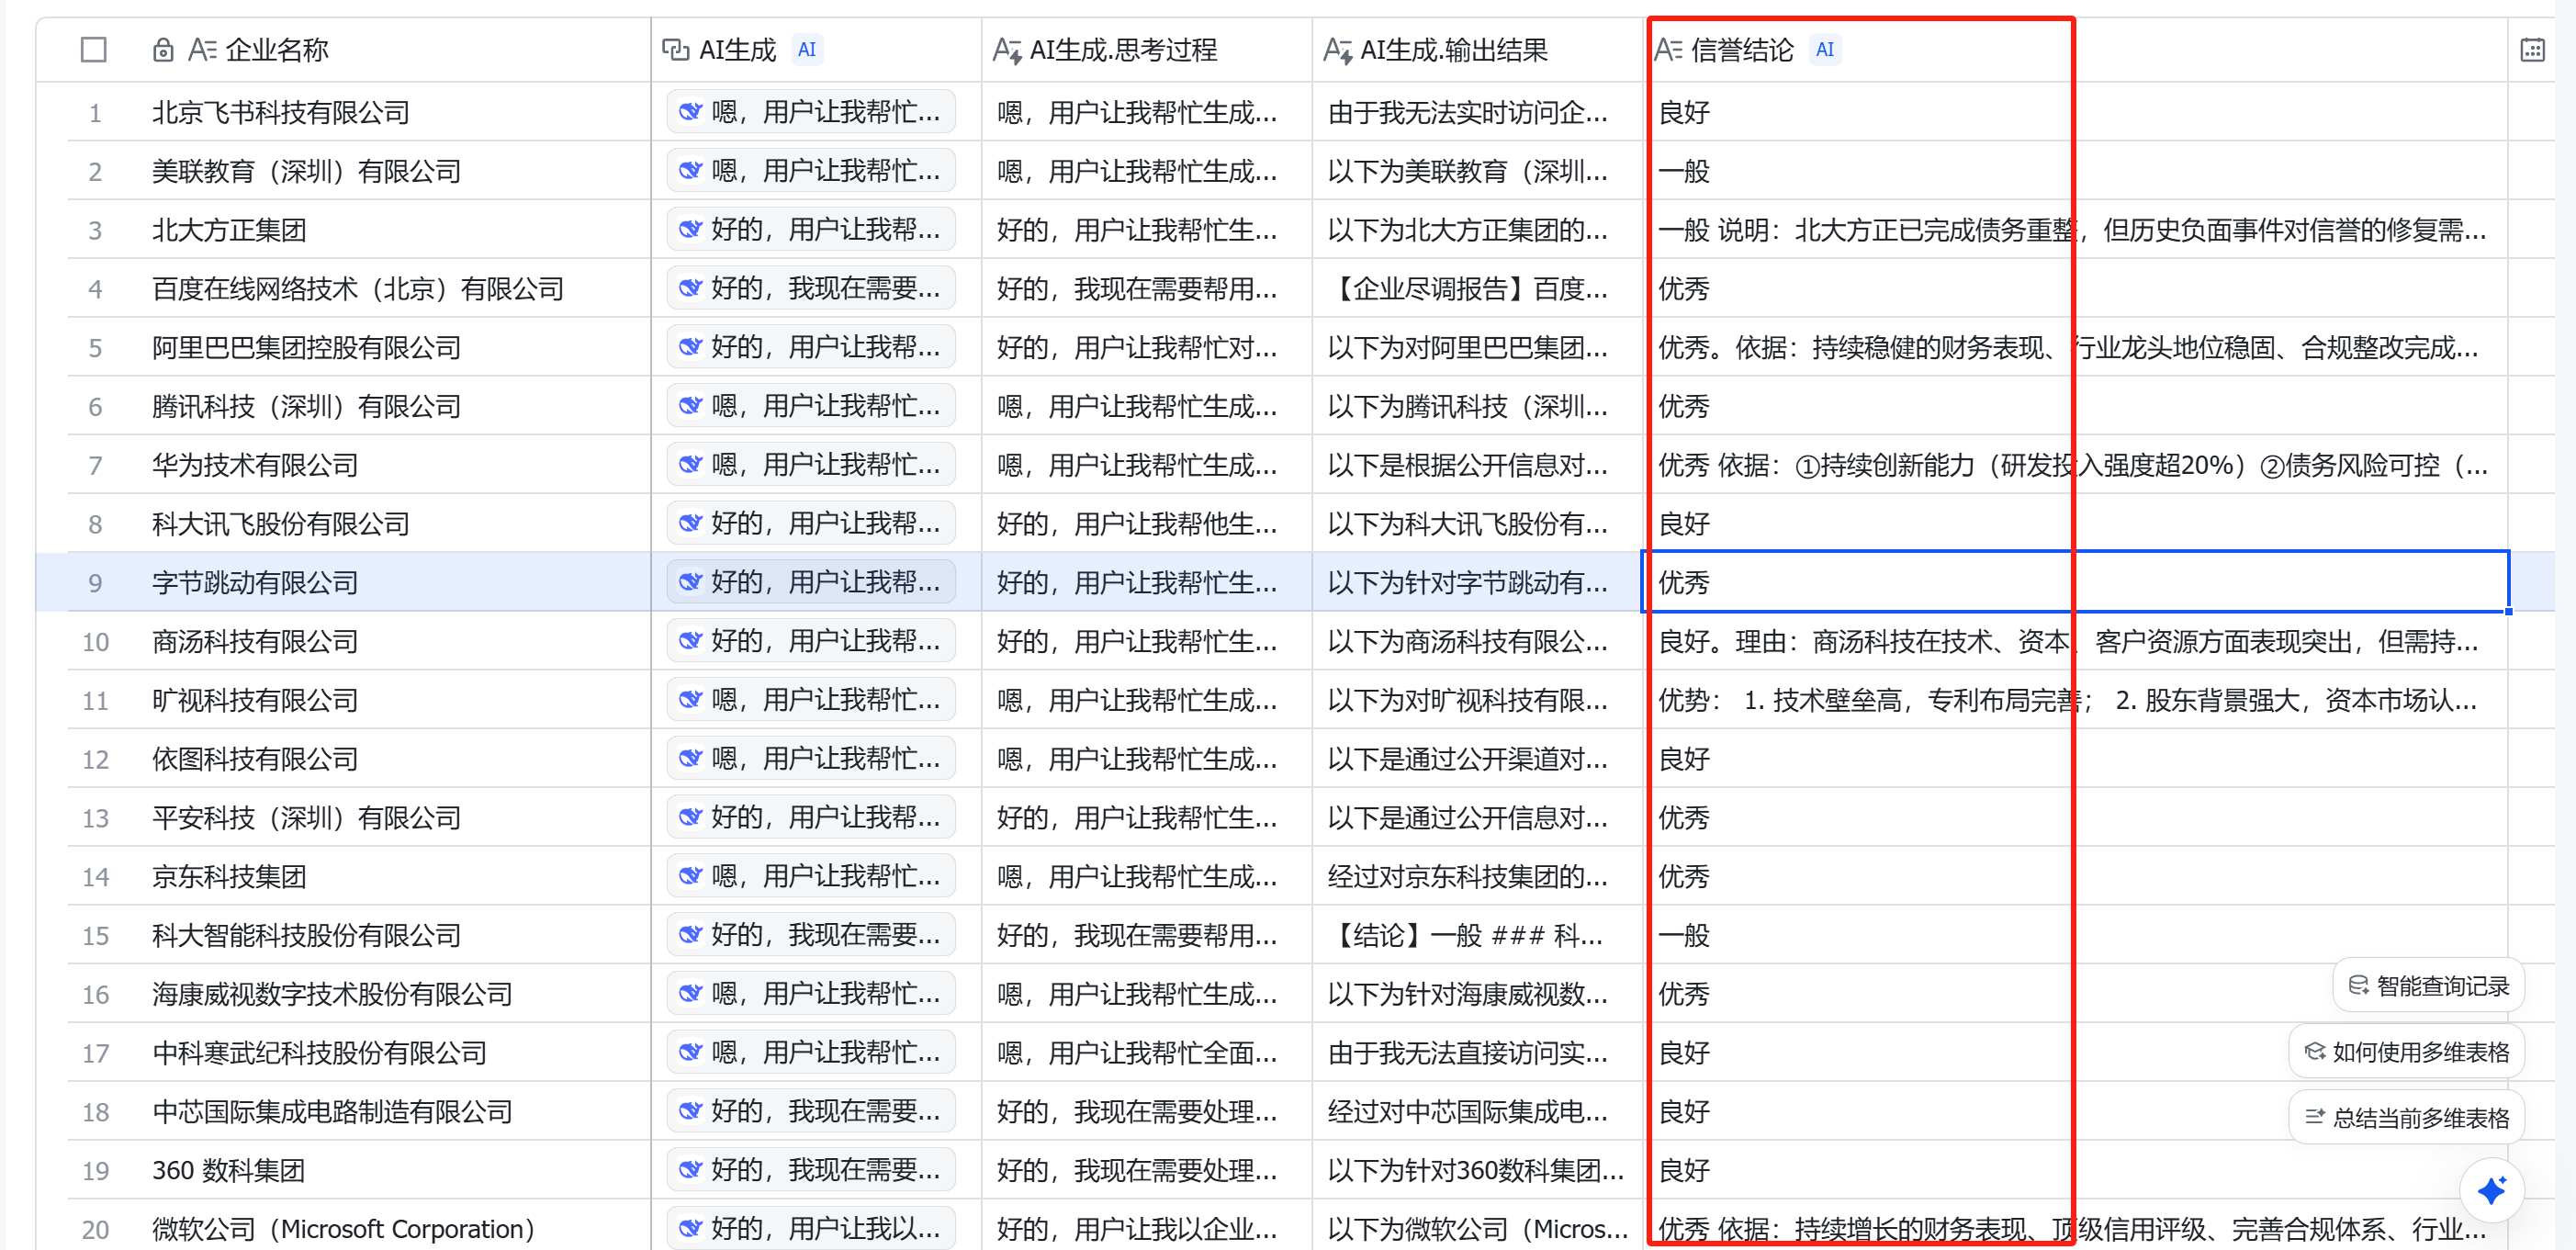 企业名称 AI生成 AI AI生成.思考过程 AI生成.输出结果 信誉结论 AI
1 北京飞书科技有限公司 嗯，用户让我帮忙... 嗯，用户让我帮忙生成... 由于我无法实时访问企... 良好
2 美联教育（深圳）有限公司 嗯，用户让我帮忙... 嗯，用户让我帮忙生成... 以下为美联教育（深圳... 一般
3 北大方正集团 好的，用户让我帮... 好的，用户让我帮忙生... 以下为北大方正集团的... 一般 说明：北大方正已完成债务重整，但历史负面事件对信誉的修复需...
4 百度在线网络技术（北京）有限公司 好的，我现在需要... 好的，我现在需要帮用... 【企业尽调报告】百度... 优秀
5 阿里巴巴集团控股有限公司 好的，用户让我帮... 好的，用户让我帮忙对... 以下为对阿里巴巴集团... 优秀。依据：持续稳健的财务表现、行业龙头地位稳固、合规整改完成...
6 腾讯科技（深圳）有限公司 嗯，用户让我帮忙... 嗯，用户让我帮忙生成... 以下为腾讯科技（深圳... 优秀
7 华为技术有限公司 嗯，用户让我帮忙... 嗯，用户让我帮忙生成... 以下是根据公开信息对... 优秀 依据：①持续创新能力（研发投入强度超20%）②债务风险可控（...
8 科大讯飞股份有限公司 好的，用户让我帮... 好的，用户让我帮他生... 以下为科大讯飞股份有... 良好
9 字节跳动有限公司 好的，用户让我帮... 好的，用户让我帮忙生... 以下为针对字节跳动有... 优秀
10 商汤科技有限公司 好的，用户让我帮... 好的，用户让我帮忙生... 以下为商汤科技有限公... 良好。理由：商汤科技在技术、资本、客户资源方面表现突出，但需持...
11 旷视科技有限公司 嗯，用户让我帮忙... 嗯，用户让我帮忙生成... 以下为对旷视科技有限... 优势： 1. 技术壁垒高，专利布局完善； 2. 股东背景强大，资本市场认...
12 依图科技有限公司 嗯，用户让我帮忙... 嗯，用户让我帮忙生成... 以下是通过公开渠道对... 良好
13 平安科技（深圳）有限公司 好的，用户让我帮... 好的，用户让我帮忙生... 以下是通过公开信息对... 优秀
14 京东科技集团 嗯，用户让我帮忙... 嗯，用户让我帮忙生成... 经过对京东科技集团的... 优秀
15 科大智能科技股份有限公司 好的，我现在需要... 好的，我现在需要帮用... 【结论】一般 ### 科... 一般
16 海康威视数字技术股份有限公司 嗯，用户让我帮忙... 嗯，用户让我帮忙生成... 以下为针对海康威视数... 优秀
智能查询记录
17 中科寒武纪科技股份有限公司 嗯，用户让我帮忙... 嗯，用户让我帮忙全面... 由于我无法直接访问实... 良好
如何使用多维表格
18 中芯国际集成电路制造有限公司 好的，我现在需要... 好的，我现在需要处理... 经过对中芯国际集成电... 良好
总结当前多维表格
19 360 数科集团 好的，我现在需要... 好的，我现在需要处理... 以下为针对360数科集团... 良好
20 微软公司（Microsoft Corporation） 好的，用户让我以... 好的，用户让我以企业... 以下为微软公司（Micros... 优秀 依据：持续增长的财务表现、顶级信用评级、完善合规体系、行业...